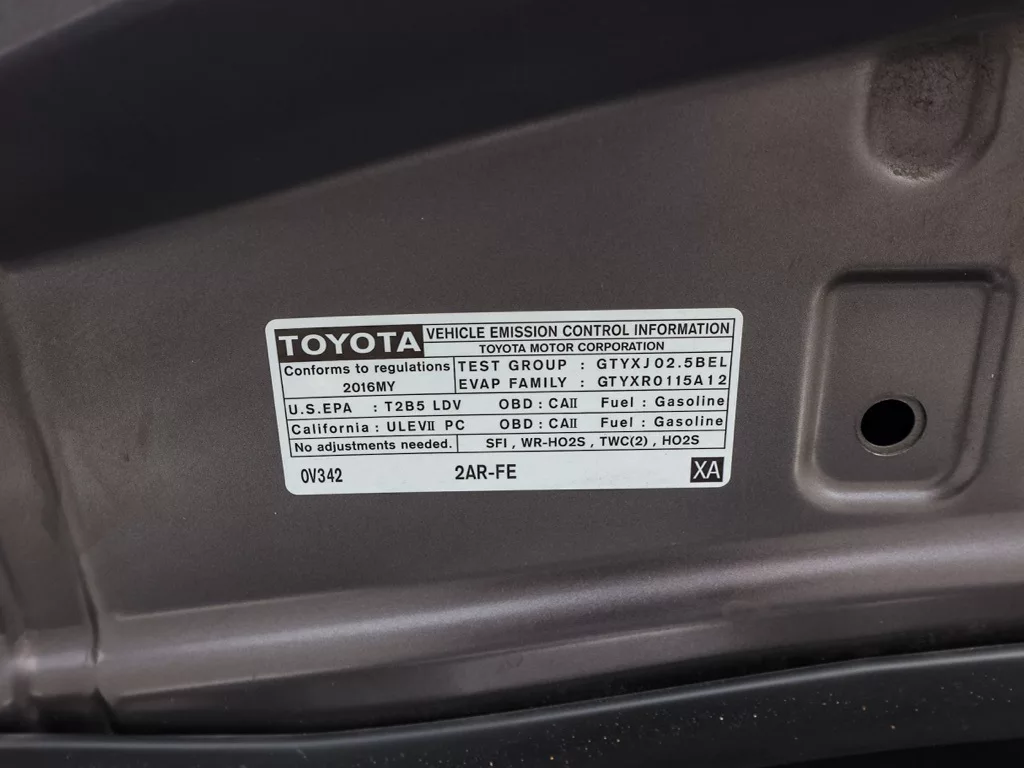 TOYOTA VEHICLE EMISSION CONTROL INFORMATION
TOYOTA MOTOR CORPORATION
Conforms to regulations TEST GROUP : GTYXJ02.5BEL
2016MY EVAP FAMILY : GTYXR0115A12
U.S.EPA : T2B5 LDV OBD : CAII Fuel : Gasoline
California : ULEVII PC OBD : CAII Fuel : Gasoline
No adjustments needed. SFI , WR-HO2S , TWC(2) , HO2S
0V342 2AR-FE XA